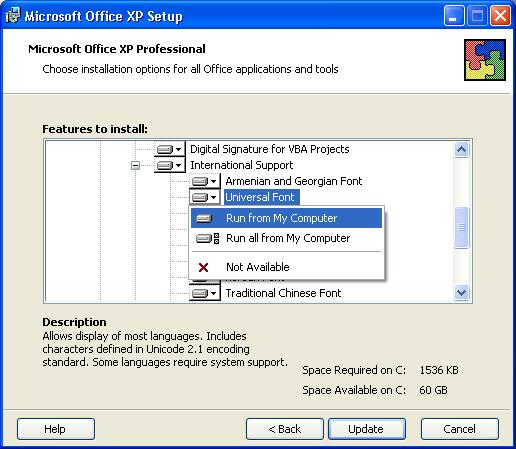 Microsoft Office XP Setup
Microsoft Office XP Professional
Choose installation options for all Office applications and tools
Features to install:
Digital Signature for VBA Projects
International Support
Armenian and Georgian Font
Universal Font
Run from My Computer
Run all from My Computer
Not Available
Traditional Chinese Font
Description
Allows display of most languages. Includes
characters defined in Unicode 2.1 encoding
standard. Some languages require system support.
Space Required on C: 1536 KB
Space Available on C: 60 GB
Help
< Back
Update
Cancel